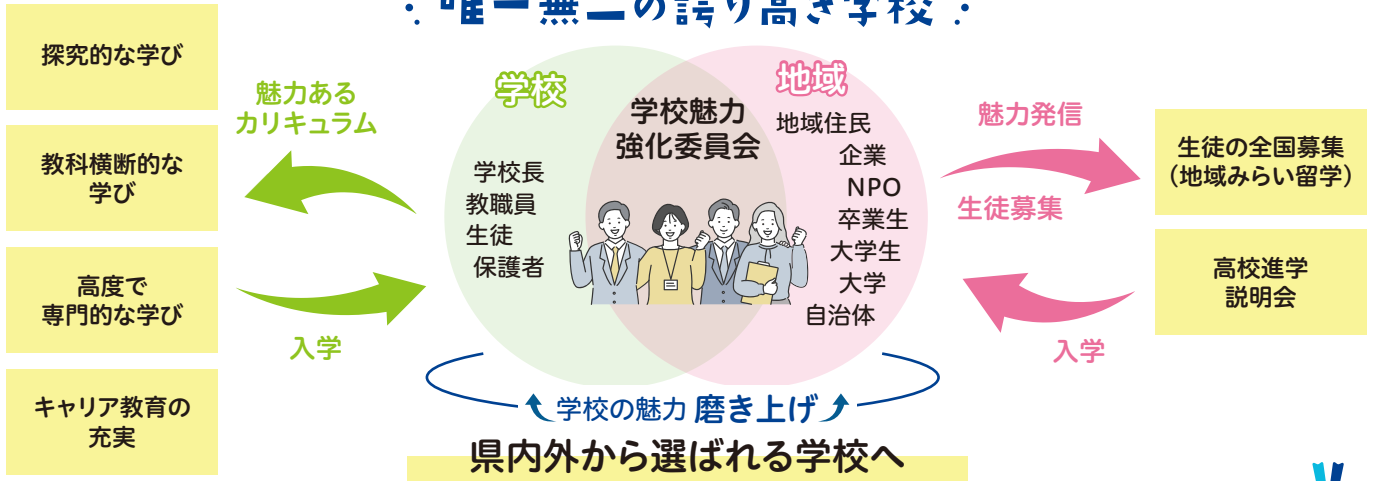 唯一無二の誇り高き学校
探究的な学び
教科横断的な
学び
高度で
専門的な学び
キャリア教育の
充実
魅力ある
カリキュラム
入学
学校
学校長
教職員
生徒
保護者
学校魅力
強化委員会
地域
地域住民
企業
NPO
卒業生
大学生
大学
自治体
魅力発信
生徒募集
入学
生徒の全国募集
（地域みらい留学）
高校進学
説明会
学校の魅力 磨き上げ
県内外から選ばれる学校へ